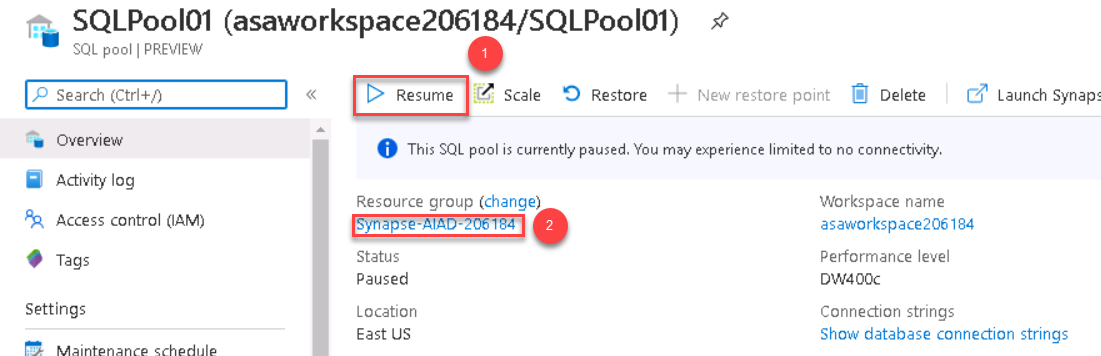 SQLPool01 (asaworkspace206184/SQLPool01)
SQL pool | PREVIEW
1
Search (Ctrl+/)
«
Resume
Scale
Restore
New restore point
Delete
Launch Synaps
Overview
This SQL pool is currently paused. You may experience limited to no connectivity.
Activity log
Access control (IAM)
Tags
Settings
Maintenance schedule
Resource group (change)
Synapse-AIAD-206184
2
Status
Paused
Location
East US
Workspace name
asaworkspace206184
Performance level
DW400c
Connection strings
Show database connection strings